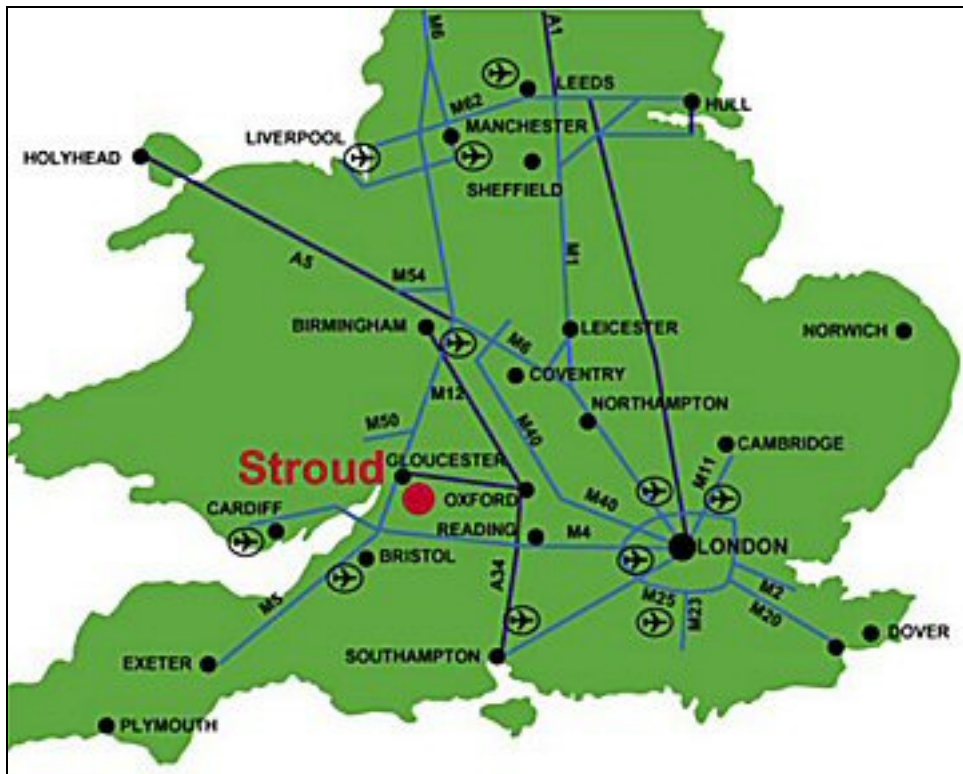 M6
A1
LEEDS
M62
HULL
LIVERPOOL
MANCHESTER
HOLYHEAD
SHEFFIELD
A5
M1
M54
BIRMINGHAM
LEICESTER
NORWICH
M6
COVENTRY
M12
NORTHAMPTON
M50
M40
CAMBRIDGE
Stroud
GLOUCESTER
M11
OXFORD
M40
CARDIFF
READING
M4
LONDON
BRISTOL
A34
M5
M25
M2
M23
M20
DOVER
EXETER
SOUTHAMPTON
PLYMOUTH